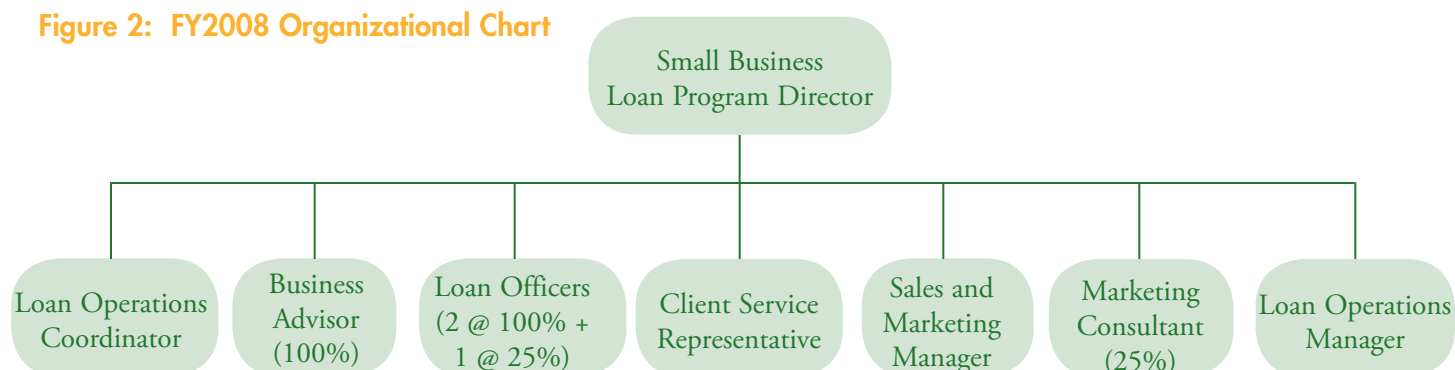 Figure 2: FY2008 Organizational Chart
Small Business
Loan Program Director
Loan Operations
Coordinator
Business
Advisor
(100%)
Loan Officers
(2 @ 100% +
1 @ 25%)
Client Service
Representative
Sales and
Marketing
Manager
Marketing
Consultant
(25%)
Loan Operations
Manager